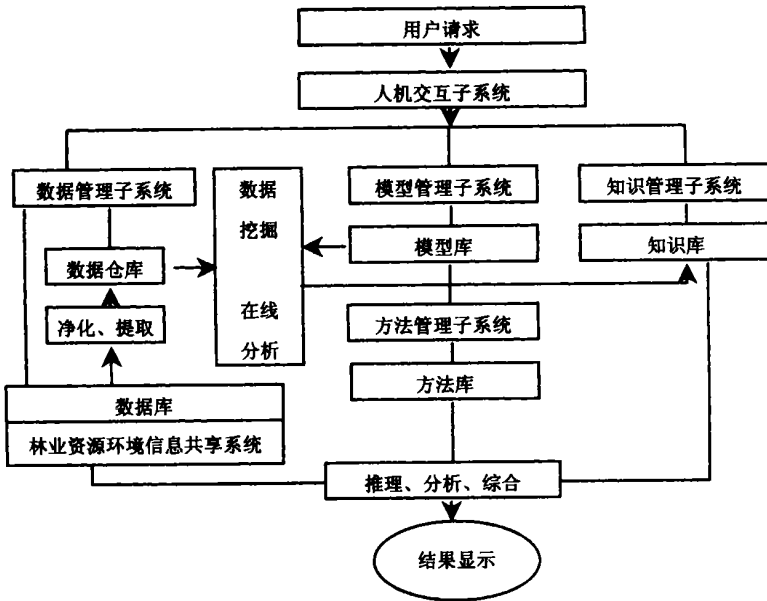 用户请求
人机交互子系统
数据管理子系统
数据
挖掘
在线
分析
模型管理子系统
知识管理子系统
模型库
知识库
数据仓库
净化、提取
方法管理子系统
方法库
数据库
林业资源环境信息共享系统
推理、分析、综合
结果显示